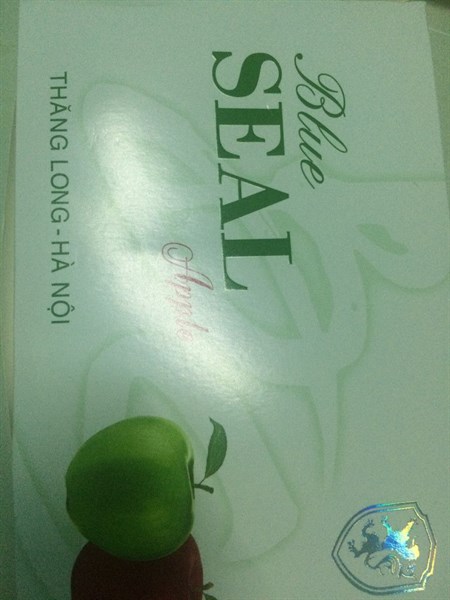 Blue
SEAL
Apple
THĂNG LONG - HÀ NỘI